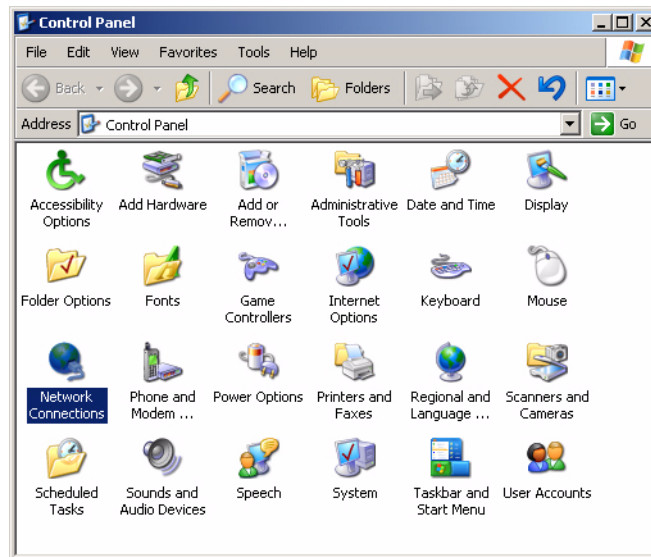 Control Panel
File Edit View Favorites Tools Help
Back Search Folders
Address Control Panel Go
Accessibility Options
Add Hardware
Add or Remov...
Administrative Tools
Date and Time
Display
Folder Options
Fonts
Game Controllers
Internet Options
Keyboard
Mouse
Network Connections
Phone and Modem ...
Power Options
Printers and Faxes
Regional and Language ...
Scanners and Cameras
Scheduled Tasks
Sounds and Audio Devices
Speech
System
Taskbar and Start Menu
User Accounts